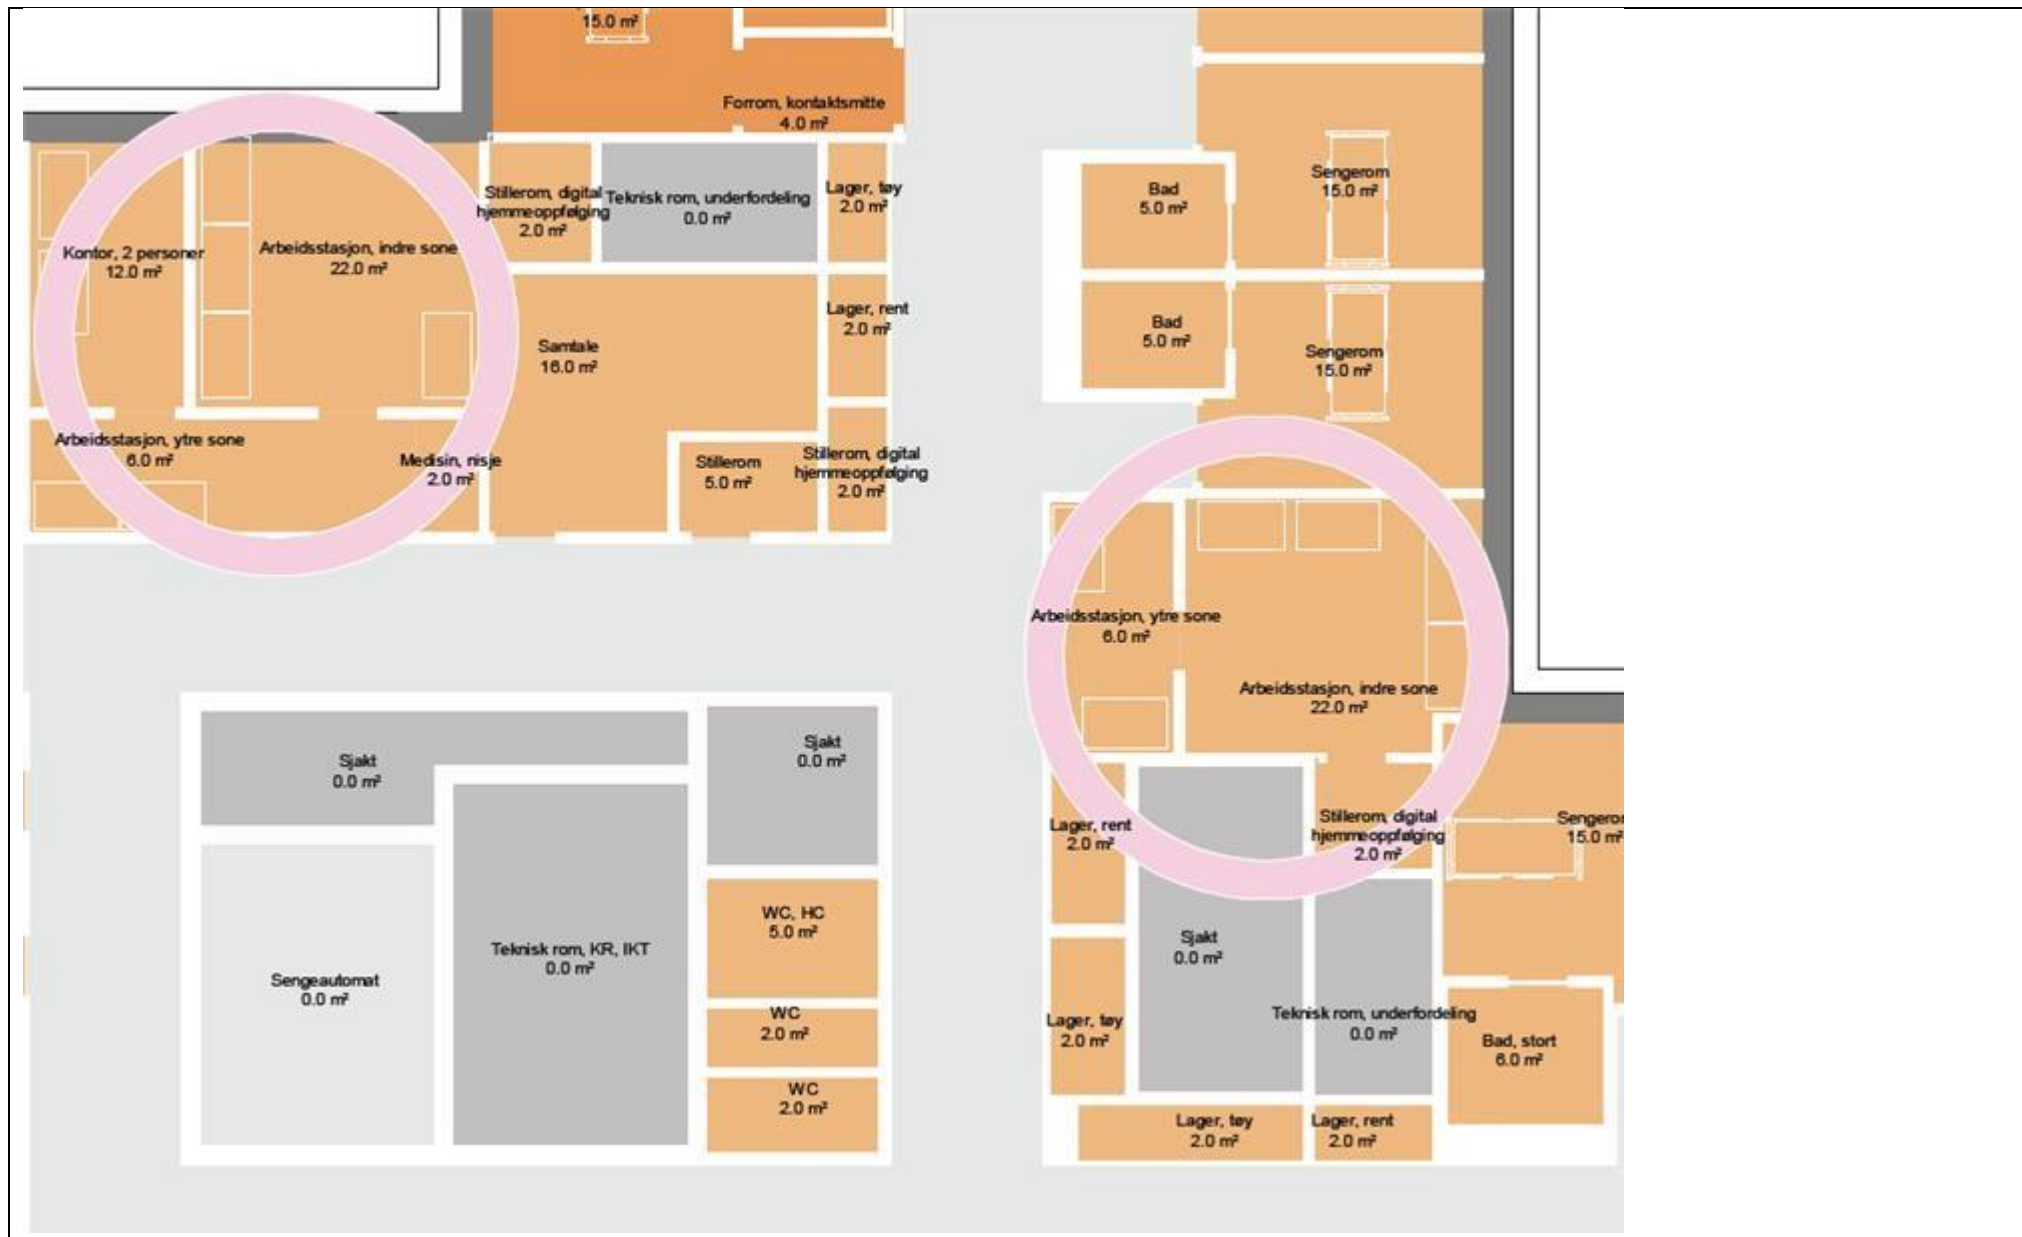 15.0 m²
Forrom, kontaktsmitte
4.0 m²
Stillerom, digital
hjemmeoppfølging
2.0 m²
Teknisk rom, underfordeling
0.0 m²
Lager, tøy
2.0 m²
Kontor, 2 personer
12.0 m²
Arbeidsstasjon, indre sone
22.0 m²
Lager, rent
2.0 m²
Samtale
16.0 m²
Arbeidsstasjon, ytre sone
6.0 m²
Medisin, nisje
2.0 m²
Stillerom
5.0 m²
Stillerom, digital
hjemmeoppfølging
2.0 m²
Bad
5.0 m²
Sengerom
15.0 m²
Bad
5.0 m²
Sengerom
15.0 m²
Arbeidsstasjon, ytre sone
6.0 m²
Arbeidsstasjon, indre sone
22.0 m²
Sjakt
0.0 m²
Sjakt
0.0 m²
Lager, rent
2.0 m²
Stillerom, digital
hjemmeoppfølging
2.0 m²
Sengerom
15.0 m²
WC, HC
5.0 m²
Teknisk rom, KR, IKT
0.0 m²
Sengeautomat
0.0 m²
Sjakt
0.0 m²
WC
2.0 m²
Lager, tøy
2.0 m²
Teknisk rom, underfordeling
0.0 m²
Bad, stort
6.0 m²
WC
2.0 m²
Lager, tøy
2.0 m²
Lager, rent
2.0 m²